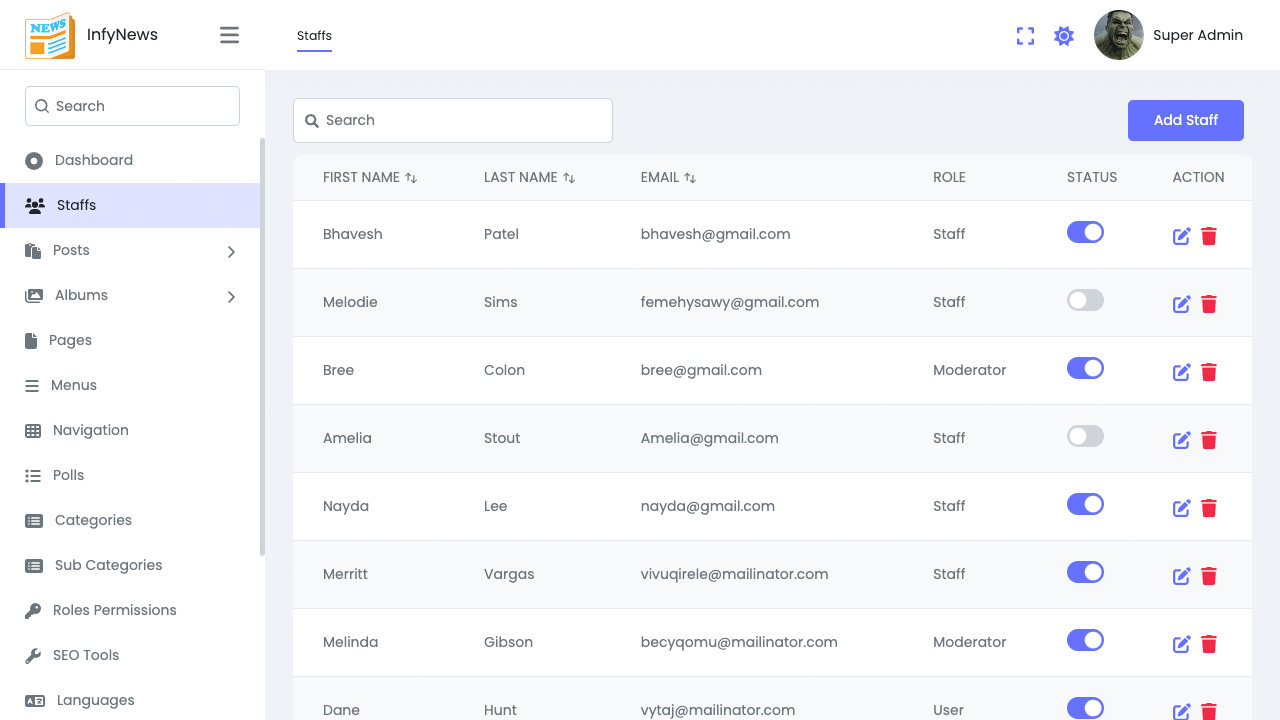 NEWS
InfyNews
Staffs
Super Admin
Search
Dashboard
Staffs
Posts
Albums
Pages
Menus
Navigation
Polls
Categories
Sub Categories
Roles Permissions
SEO Tools
Languages
Search
Add Staff
FIRST NAME LAST NAME EMAIL ROLE STATUS ACTION
Bhavesh Patel bhavesh@gmail.com Staff
Melodie Sims femehysawy@gmail.com Staff
Bree Colon bree@gmail.com Moderator
Amelia Stout Amelia@gmail.com Staff
Nayda Lee nayda@gmail.com Staff
Merritt Vargas vivuqirele@mailinator.com Staff
Melinda Gibson becyqomu@mailinator.com Moderator
Dane Hunt vytaj@mailinator.com User